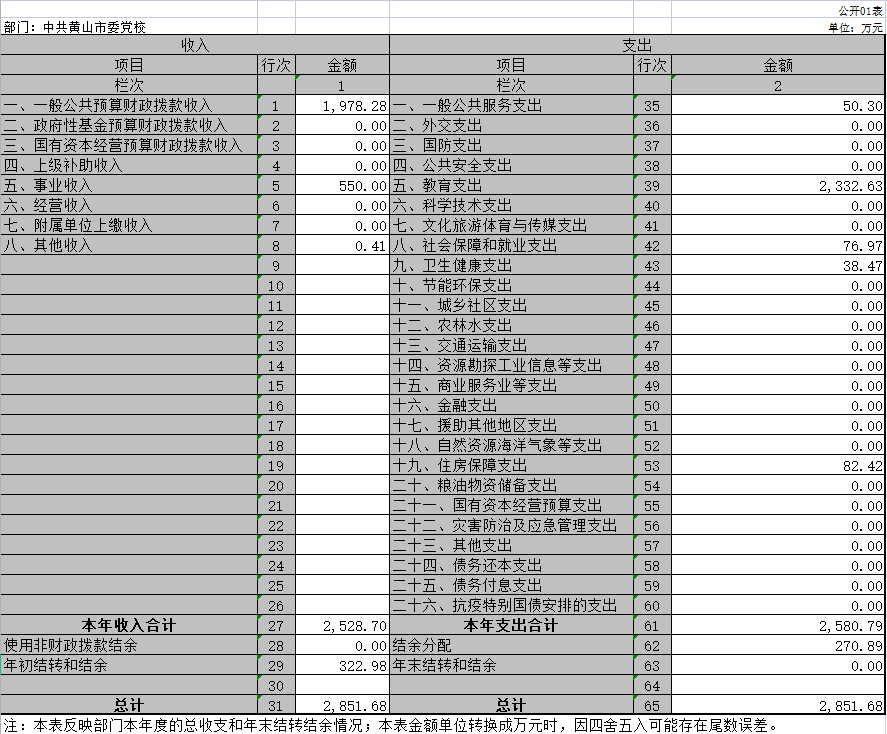 公开01表
部门：中共黄山市委党校 单位：万元
收入 支出
项目 行次 金额 项目 行次 金额
栏次 1 栏次 2
一、一般公共预算财政拨款收入 1 1,978.28 一、一般公共服务支出 35 50.30
二、政府性基金预算财政拨款收入 2 0.00 二、外交支出 36 0.00
三、国有资本经营预算财政拨款收入 3 0.00 三、国防支出 37 0.00
四、上级补助收入 4 0.00 四、公共安全支出 38 0.00
五、事业收入 5 550.00 五、教育支出 39 2,332.63
六、经营收入 6 0.00 六、科学技术支出 40 0.00
七、附属单位上缴收入 7 0.00 七、文化旅游体育与传媒支出 41 0.00
八、其他收入 8 0.41 八、社会保障和就业支出 42 76.97
9 九、卫生健康支出 43 38.47
10 十、节能环保支出 44 0.00
11 十一、城乡社区支出 45 0.00
12 十二、农林水支出 46 0.00
13 十三、交通运输支出 47 0.00
14 十四、资源勘探工业信息等支出 48 0.00
15 十五、商业服务业等支出 49 0.00
16 十六、金融支出 50 0.00
17 十七、援助其他地区支出 51 0.00
18 十八、自然资源海洋气象等支出 52 0.00
19 十九、住房保障支出 53 82.42
20 二十、粮油物资储备支出 54 0.00
21 二十一、国有资本经营预算支出 55 0.00
22 二十二、灾害防治及应急管理支出 56 0.00
23 二十三、其他支出 57 0.00
24 二十四、债务还本支出 58 0.00
25 二十五、债务付息支出 59 0.00
26 二十六、抗疫特别国债安排的支出 60 0.00
本年收入合计 27 2,528.70 本年支出合计 61 2,580.79
使用非财政拨款结余 28 0.00 结余分配 62 270.89
年初结转和结余 29 322.98 年末结转和结余 63 0.00
30 64
总计 31 2,851.68 总计 65 2,851.68
注：本表反映部门本年度的总收支和年末结转结余情况；本表金额单位转换成万元时，因四舍五入可能存在尾数误差。